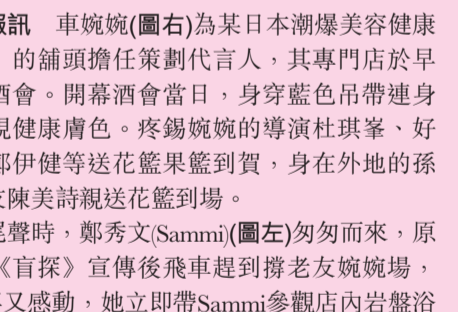 報訊 車婉婉(圖右)為某日本潮爆美容健康
的舖頭擔任策劃代言人，其專門店於早
酒會。開幕酒會當日，身穿藍色吊帶連身
現健康膚色。疼錫婉婉的導演杜琪峯、好
鄭伊健等送花籃果籃到賀，身在外地的孫
友陳美詩親送花籃到場。
尾聲時，鄭秀文(Sammi)(圖左)匆匆而來，原
《盲探》宣傳後飛車趕到撐老友婉婉場，
又感動，她立即帶Sammi參觀店內岩盤浴